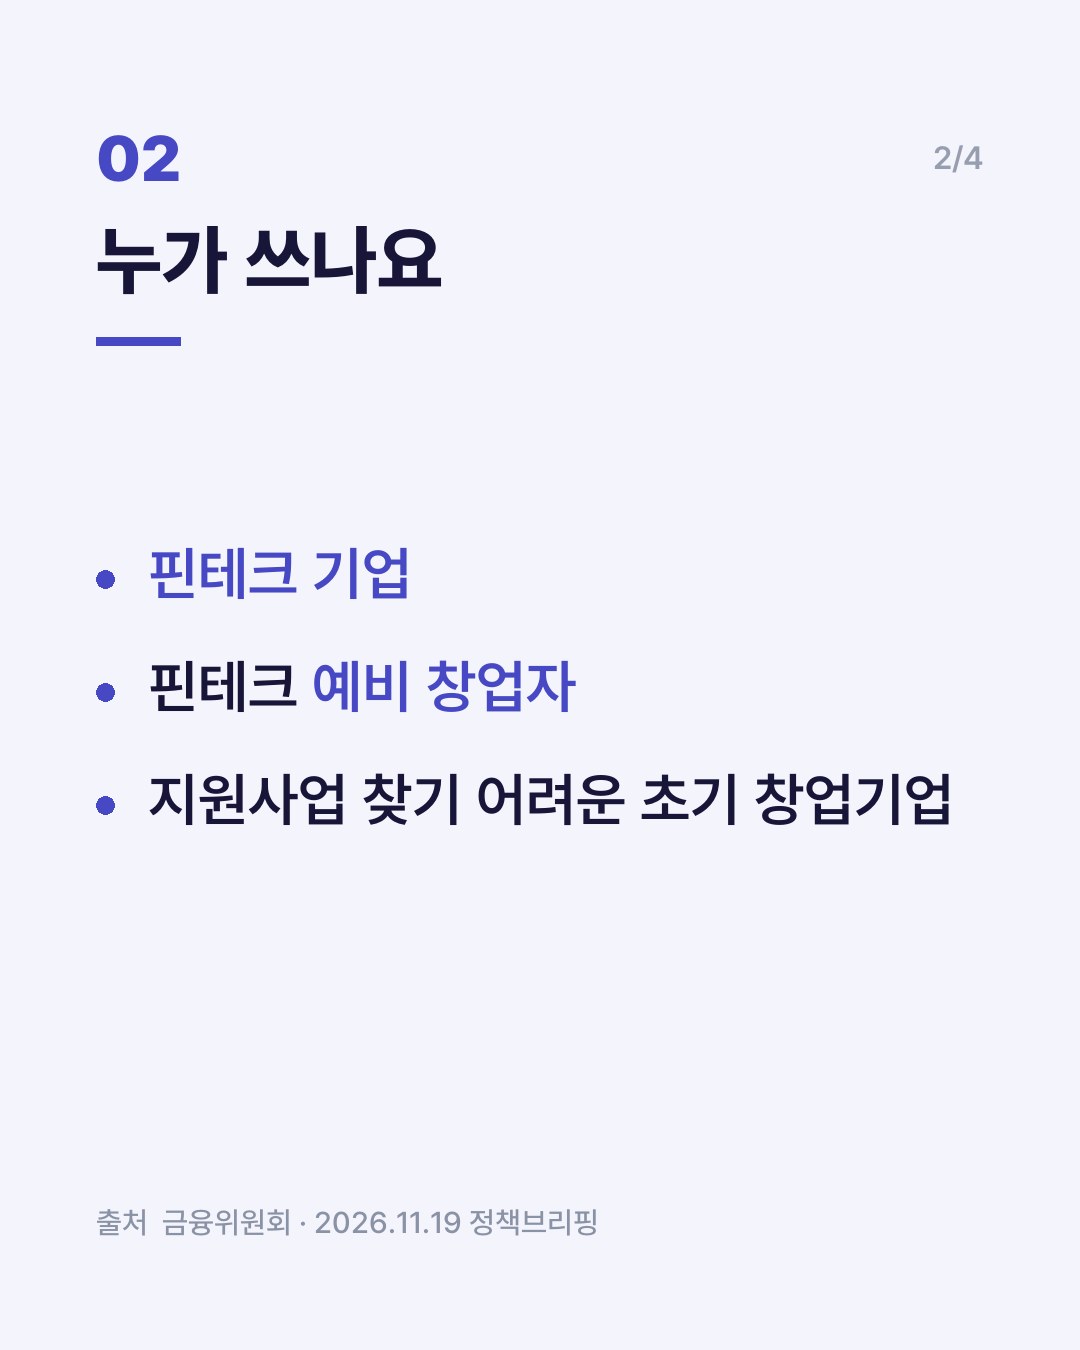 02
2/4
누가 쓰나요
핀테크 기업
핀테크 예비 창업자
지원사업 찾기 어려운 초기 창업기업
출처 금융위원회 · 2026.11.19 정책브리핑